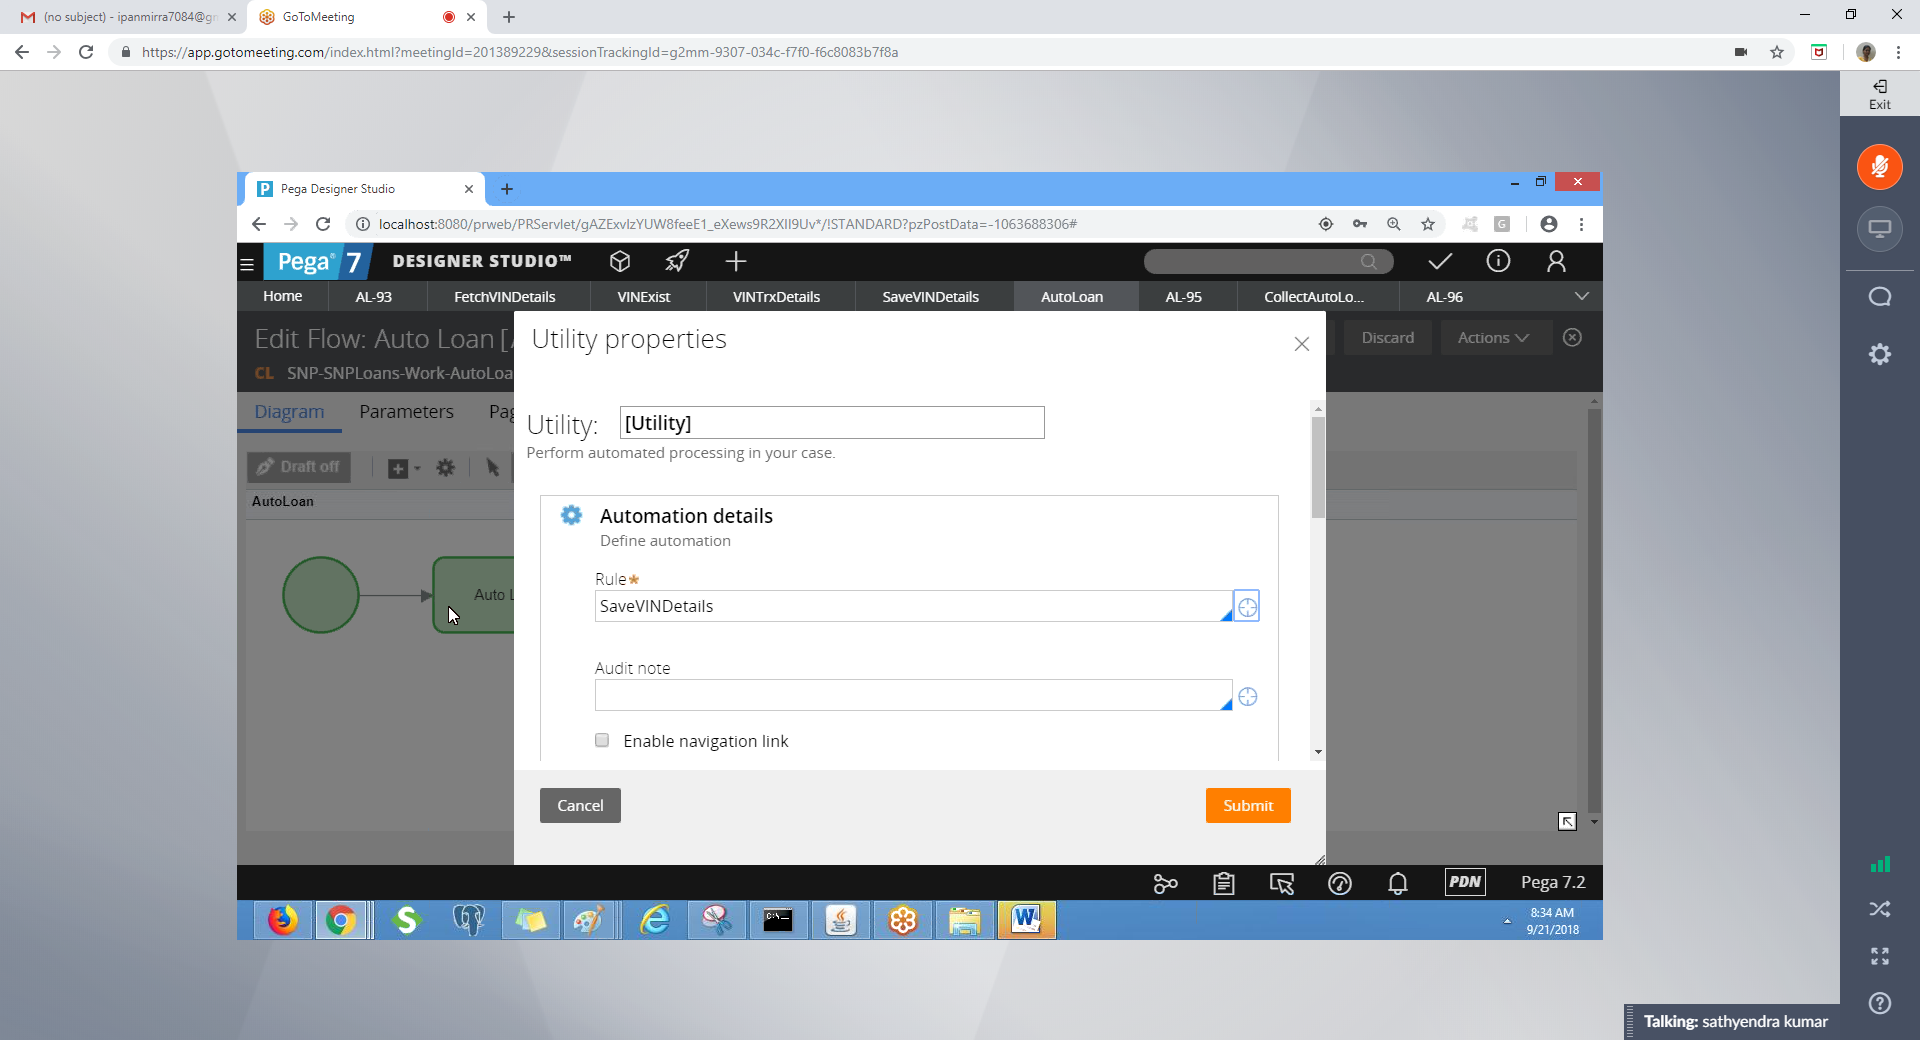 (no subject) - ipanmirra7084@gm
GoToMeeting
https://app.gotomeeting.com/index.html?meetingId=201389229&sessionTrackingId=g2mm-9307-034c-f7f0-f6c8083b7f8a
Exit
Pega Designer Studio
localhost:8080/prweb/PRServlet/gAZExvlzYUW8feeE1_eXews9R2XII9Uv*/!STANDARD?pzPostData=-1063688306#
Pega 7 DESIGNER STUDIO™
Home AL-93 FetchVINDetails VINExist VINTrxDetails SaveVINDetails AutoLoan AL-95 CollectAutoLo... AL-96
Edit Flow: Auto Loan [
Utility properties
Discard Actions
CL SNP-SNPLoans-Work-AutoLoa
Diagram Parameters Pag
Utility: [Utility]
Perform automated processing in your case.
Draft off
AutoLoan
Automation details
Define automation
Rule*
SaveVINDetails
Auto L
Audit note
Enable navigation link
Cancel Submit
PDN Pega 7.2
8:34 AM
9/21/2018
Talking: sathyendra kumar